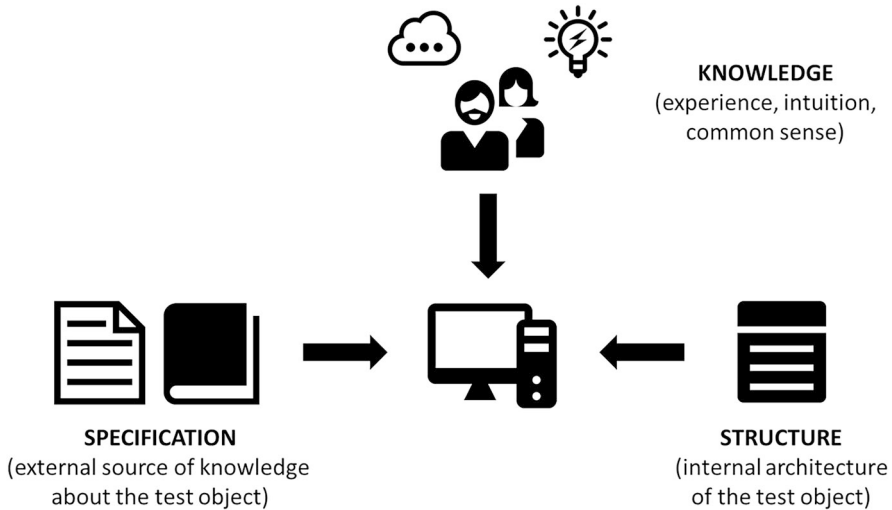 KNOWLEDGE
(experience, intuition,
common sense)
SPECIFICATION
(external source of knowledge
about the test object)
STRUCTURE
(internal architecture
of the test object)